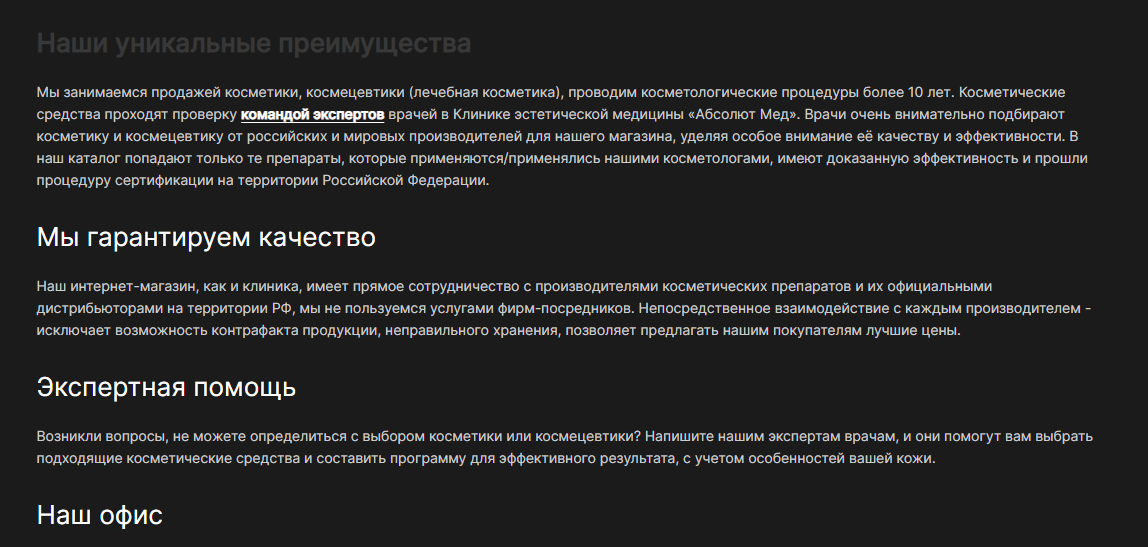 Наши уникальные преимущества
Мы занимаемся продажей косметики, космецевтики (лечебная косметика), проводим косметологические процедуры более 10 лет. Косметические
средства проходят проверку командой экспертов врачей в Клинике эстетической медицины «Абсолют Мед». Врачи очень внимательно подбирают
косметику и космецевтику от российских и мировых производителей для нашего магазина, уделяя особое внимание её качеству и эффективности. В
наш каталог попадают только те препараты, которые применяются/применялись нашими косметологами, имеют доказанную эффективность и прошли
процедуру сертификации на территории Российской Федерации.
Мы гарантируем качество
Наш интернет-магазин, как и клиника, имеет прямое сотрудничество с производителями косметических препаратов и их официальными
дистрибьюторами на территории РФ, мы не пользуемся услугами фирм-посредников. Непосредственное взаимодействие с каждым производителем -
исключает возможность контрафакта продукции, неправильного хранения, позволяет предлагать нашим покупателям лучшие цены.
Экспертная помощь
Возникли вопросы, не можете определиться с выбором косметики или космецевтики? Напишите нашим экспертам врачам, и они помогут вам выбрать
подходящие косметические средства и составить программу для эффективного результата, с учетом особенностей вашей кожи.
Наш офис